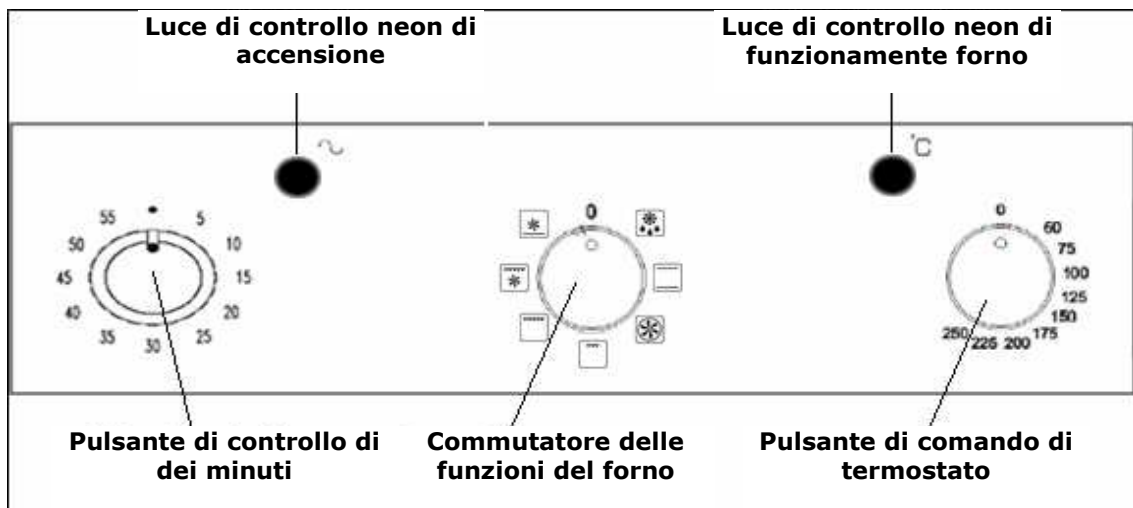 Luce di controllo neon di
accensione
Luce di controllo neon di
funzionamente forno
°C
55
5
50
10
45
15
40
20
35
25
30
0
0
60
75
100
125
150
175
200
225
250
Pulsante di controllo di
dei minuti
Commutatore delle
funzioni del forno
Pulsante di comando di
termostato